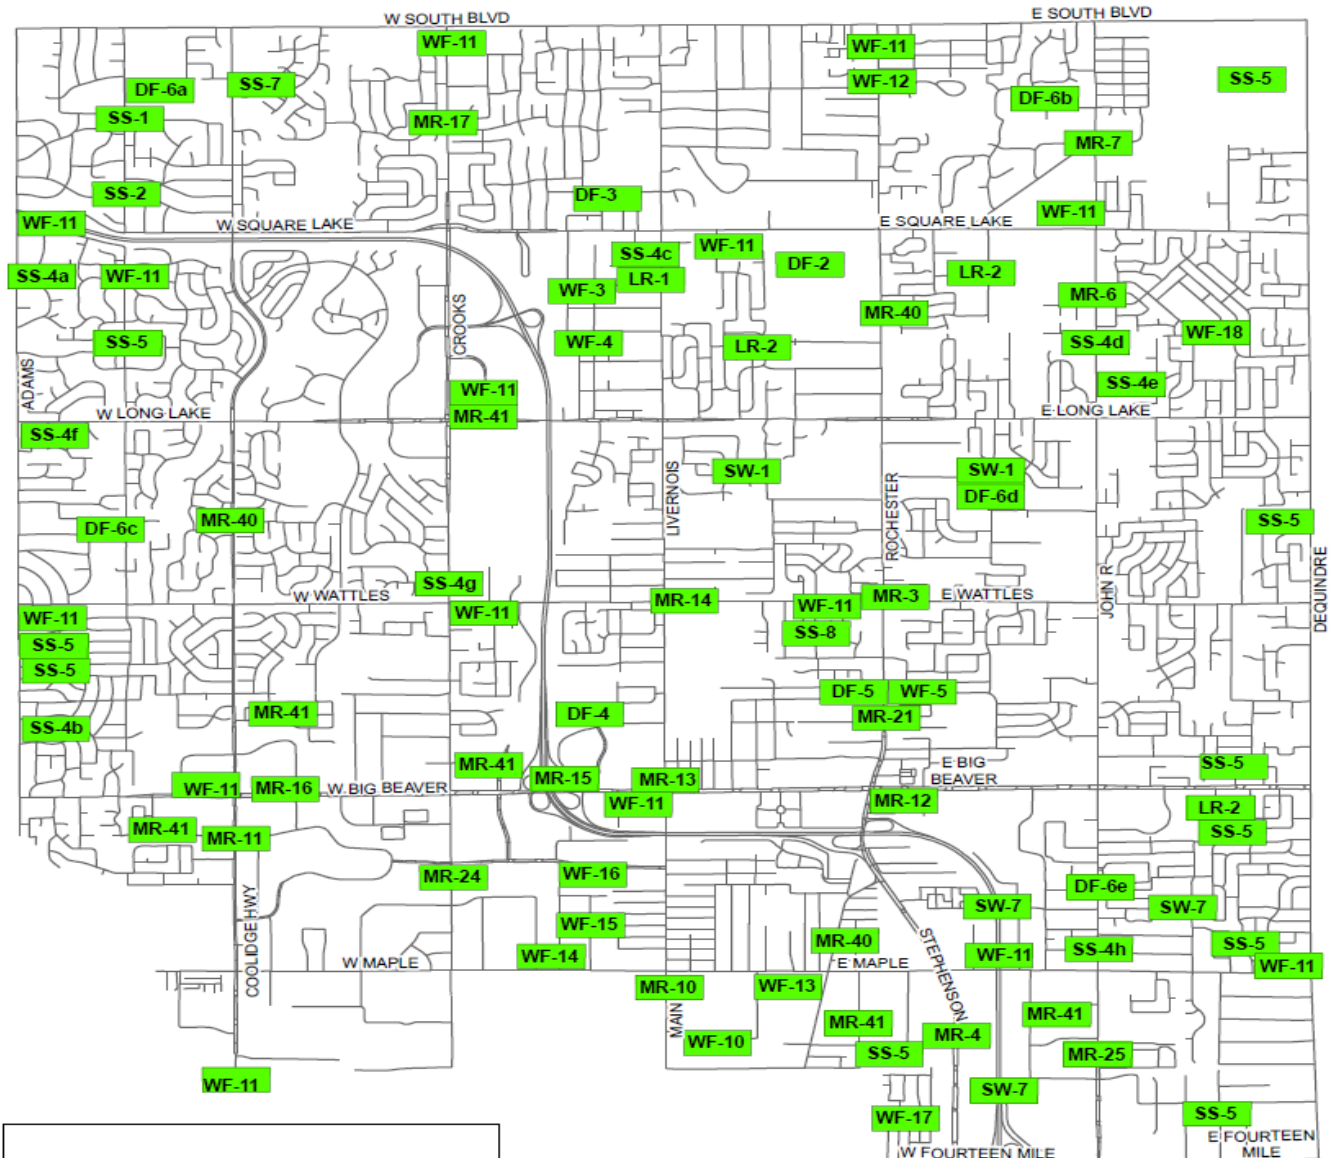 W SOUTH BLVD
E SOUTH BLVD
WF-11
WF-11
SS-7
DF-6a
WF-12
SS-5
DF-6b
SS-1
MR-17
MR-7
SS-2
DF-3
WF-11
W SQUARE LAKE
E SQUARE LAKE
WF-11
SS-4c
WF-11
SS-4a
WF-11
LR-1
DF-2
LR-2
WF-3
MR-6
CROOKS
MR-40
SS-5
WF-4
LR-2
SS-4d
WF-18
ADAMS
WF-11
SS-4e
W LONG LAKE
MR-41
E LONG LAKE
SS-4f
SW-1
SW-1
LIVERNOIS
DF-6d
ROCHESTER
DF-6c
MR-40
SS-5
SS-4g
W WATTLES
MR-14
MR-3
E WATTLES
JOHN R
DEQUINDRE
WF-11
WF-11
WF-11
SS-5
SS-8
SS-5
DF-5
WF-5
SS-4b
MR-41
DF-4
MR-21
MR-41
MR-15
MR-13
E BIG
BEAVER
SS-5
WF-11
MR-16
W BIG BEAVER
WF-11
MR-12
LR-2
MR-41
MR-11
SS-5
MR-24
WF-16
DF-6e
COOLIDGE HWY
SW-7
SW-7
WF-15
STEPHENSON
MR-40
WF-14
WF-11
SS-4h
SS-5
W MAPLE
E MAPLE
WF-11
MR-10
WF-13
MAIN
MR-41
MR-41
WF-10
MR-4
SS-5
MR-25
WF-11
SW-7
WF-17
SS-5
W FOURTEEN MILE
E FOURTEEN
MILE